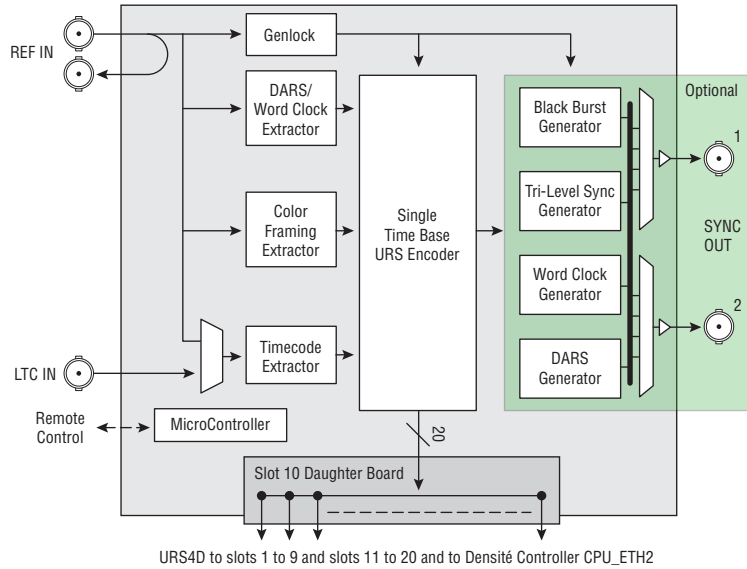 REF IN
Genlock
DARS/
Word Clock
Extractor
Color
Framing
Extractor
Timecode
Extractor
LTC IN
Remote
Control
MicroController
Single
Time Base
URS Encoder
Optional
Black Burst
Generator
Tri-Level Sync
Generator
Word Clock
Generator
DARS
Generator
1
SYNC
OUT
2
20
Slot 10 Daughter Board
URS4D to slots 1 to 9 and slots 11 to 20 and to Densité Controller CPU_ETH2